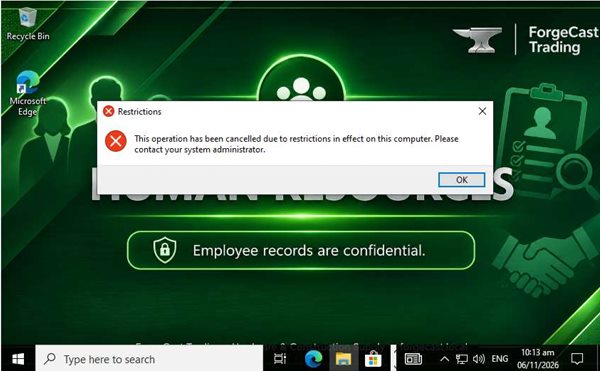 Recycle Bin
Microsoft
Edge
ForgeCast
Trading
Restrictions
This operation has been cancelled due to restrictions in effect on this computer. Please
contact your system administrator.
OK
HUMAN RESOURCES
Employee records are confidential.
Type here to search
ENG
10:13 am
06/11/2026